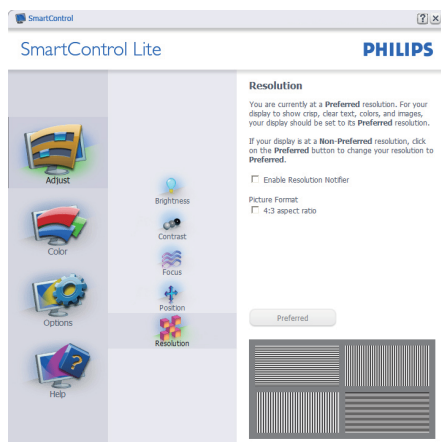 SmartControl
SmartControl Lite
PHILIPS
Adjust
Color
Options
Help
Brightness
Contrast
Focus
Position
Resolution
Resolution
You are currently at a Preferred resolution. For your
display to show crisp, clear text, colors, and images,
your display should be set to its Preferred resolution.
If your display is at a Non-Preferred resolution, click
on the Preferred button to change your resolution to
Preferred.
Enable Resolution Notifier
Picture Format
4:3 aspect ratio
Preferred